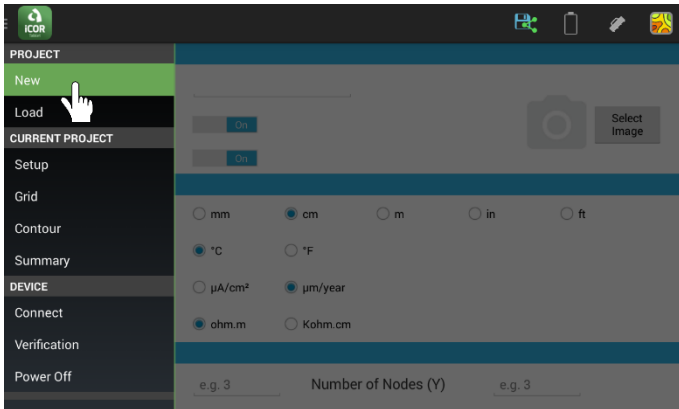 iCOR
PROJECT
New
Load
CURRENT PROJECT
Setup
Grid
Contour
Summary
DEVICE
Connect
Verification
Power Off
On
Select
Image
On
mm cm m in ft
°C °F
µA/cm² µm/year
ohm.m Kohm.cm
e.g. 3 Number of Nodes (Y) e.g. 3